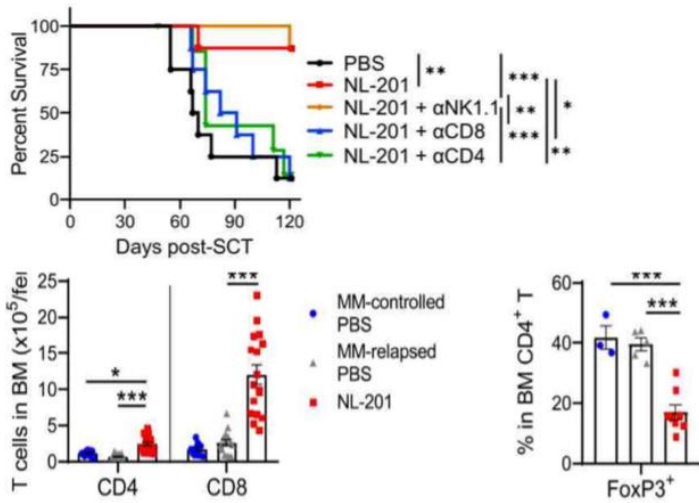 Percent Survival
100
75
50
25
0
0 30 60 90 120
Days post-SCT
PBS
NL-201
NL-201 + αNK1.1
NL-201 + αCD8
NL-201 + αCD4
**
***
**
***
*
**
T cells in BM (x10⁵/fe
25
20
15
10
5
0
*
***
***
CD4 CD8
MM-controlled
PBS
MM-relapsed
PBS
NL-201
% in BM CD4⁺ T
60
40
20
0
***
***
FoxP3⁺